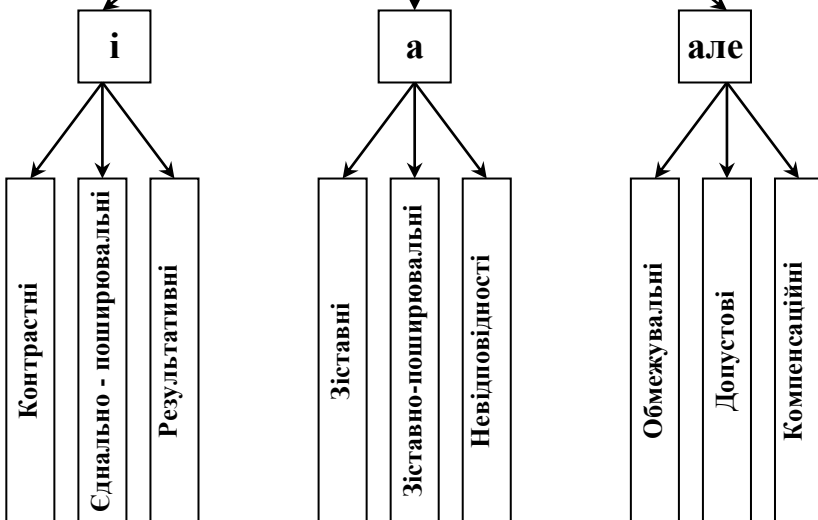 і
а
але
Контрастні
Єднально - поширювальні
Результативні
Зіставні
Зіставно-поширювальні
Невідповідності
Обмежувальні
Допустові
Компенсаційні